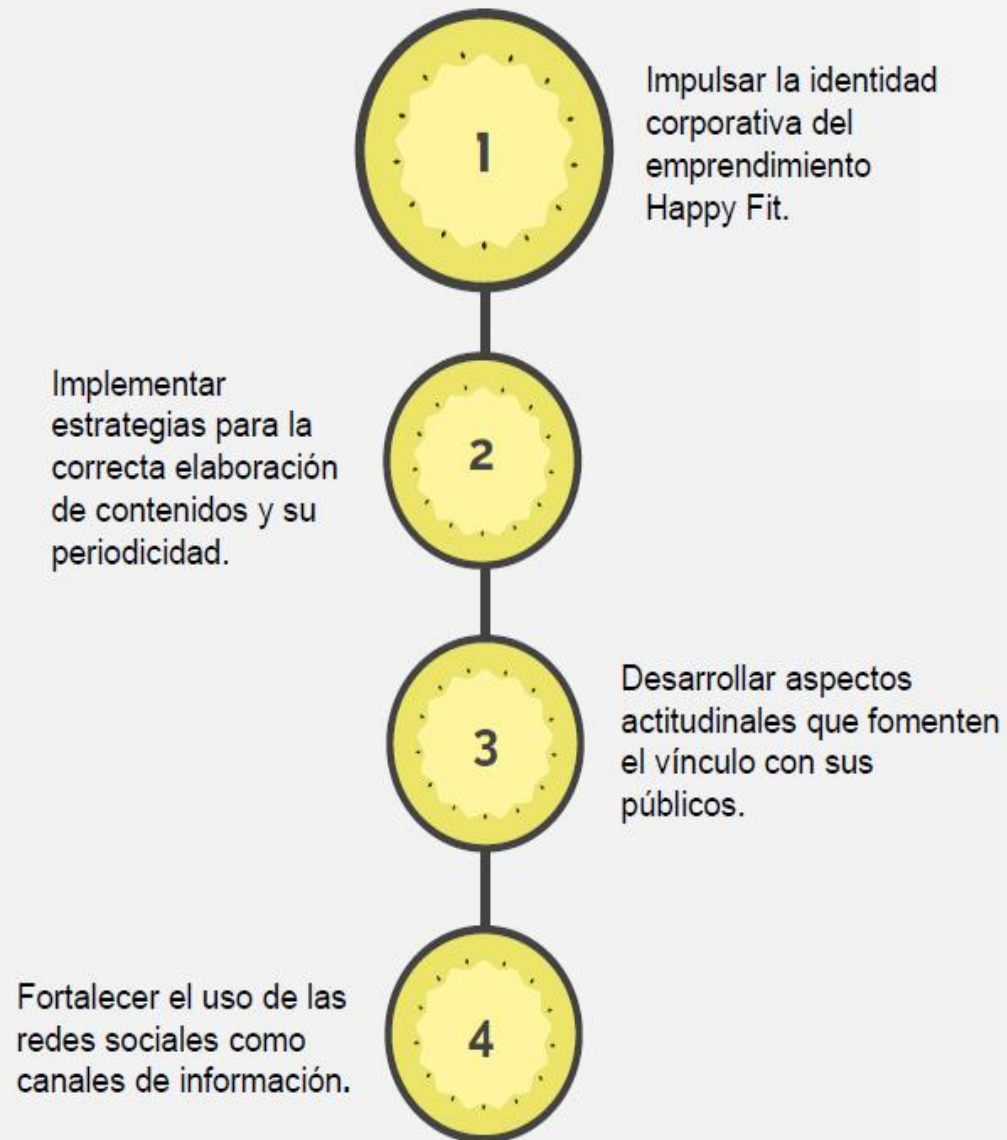 1
Impulsar la identidad
corporativa del
emprendimiento
Happy Fit.
2
Implementar
estrategias para la
correcta elaboración
de contenidos y su
periodicidad.
3
Desarrollar aspectos
actitudinales que fomenten
el vínculo con sus
públicos.
4
Fortalecer el uso de las
redes sociales como
canales de información.